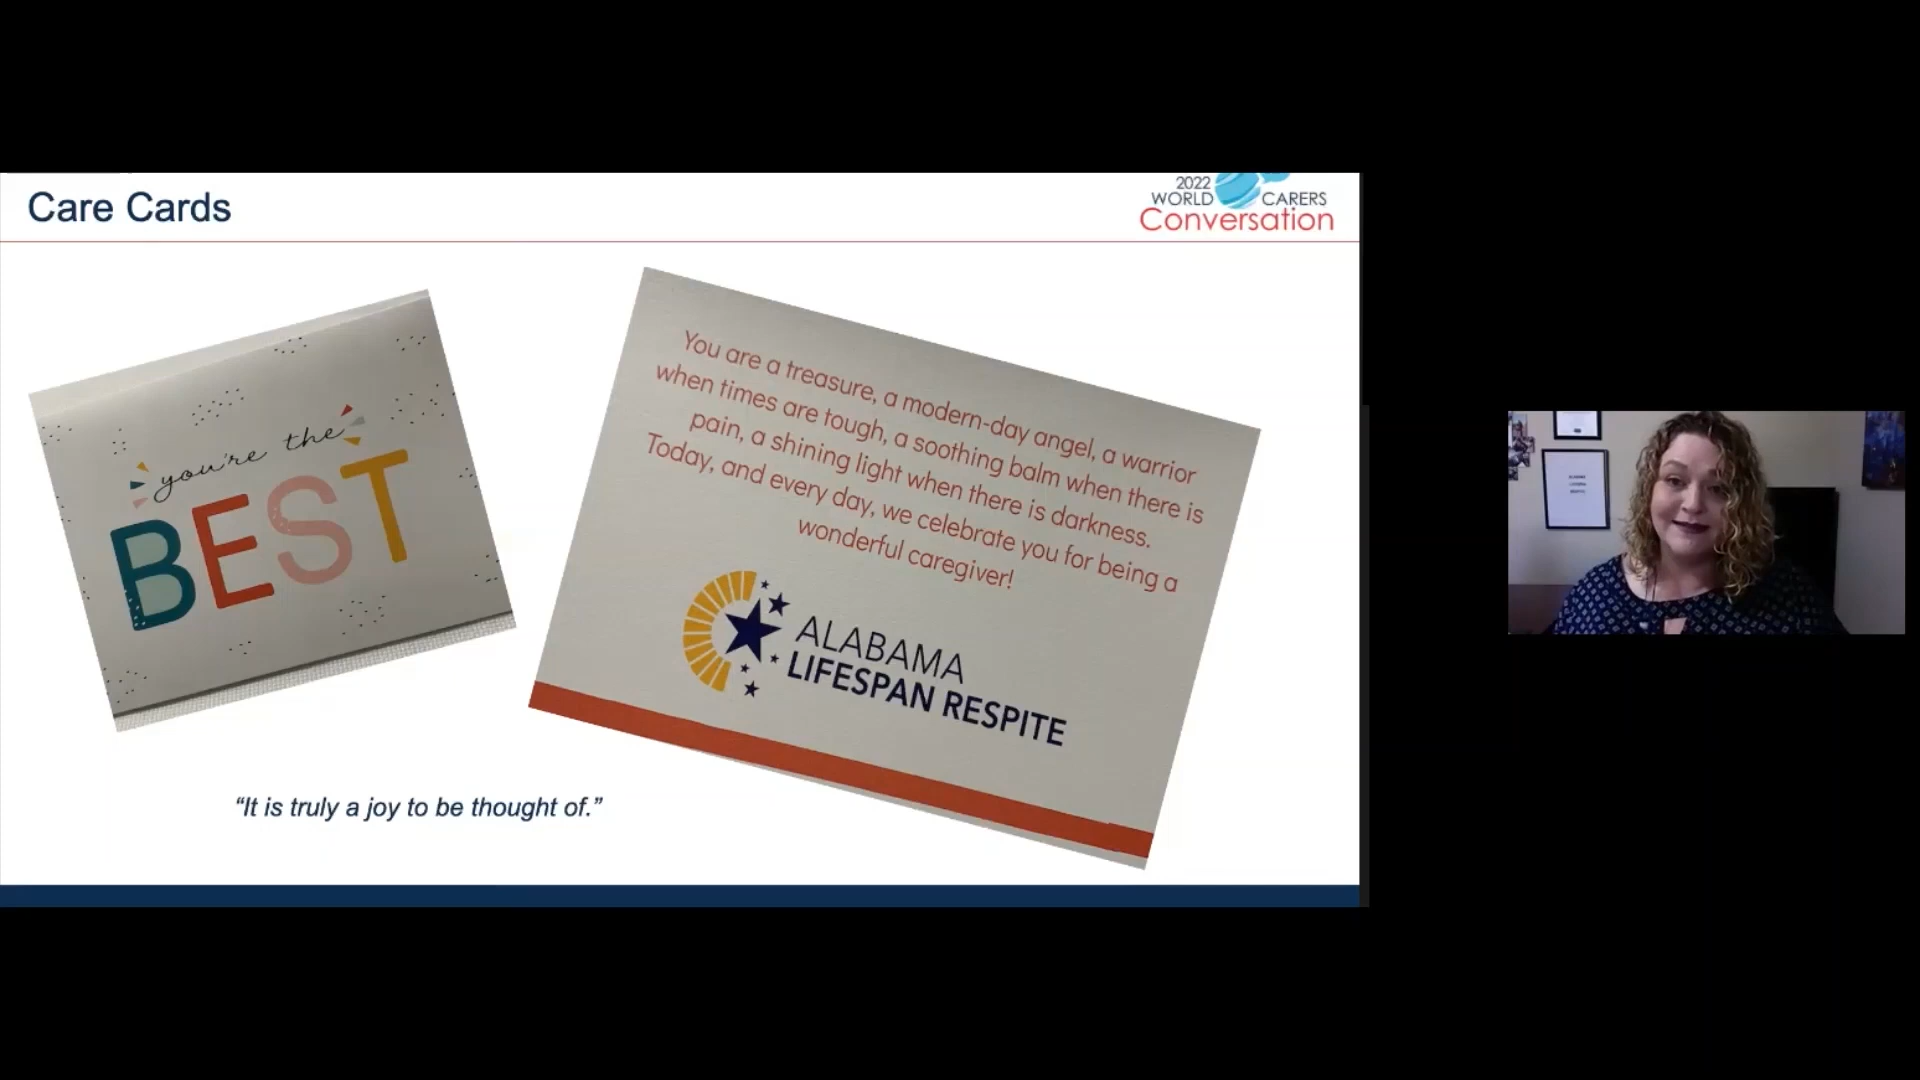 Care Cards
2022
WORLD CARERS
Conversation
you're the
BEST
You are a treasure, a modern-day angel, a warrior
when times are tough, a soothing balm when there is
pain, a shining light when there is darkness.
Today, and every day, we celebrate you for being a
wonderful caregiver!
ALABAMA
LIFESPAN RESPITE
“It is truly a joy to be thought of.”